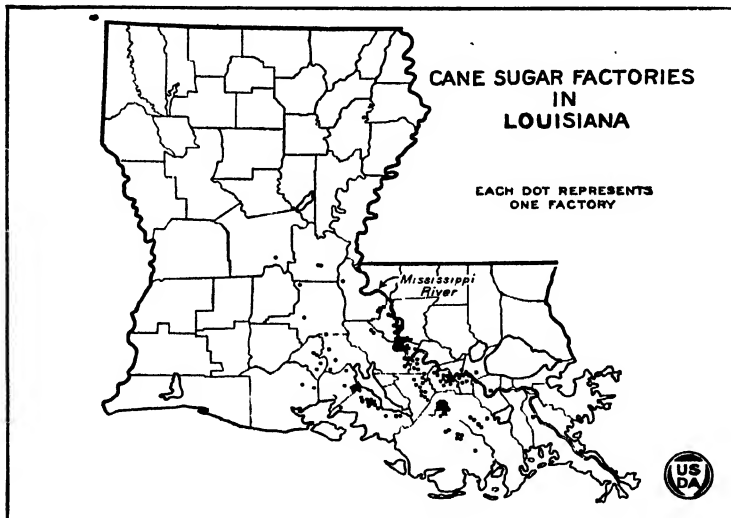 CANE SUGAR FACTORIES
IN
LOUISIANA
EACH DOT REPRESENTS
ONE FACTORY
Mississippi
River
US
DA